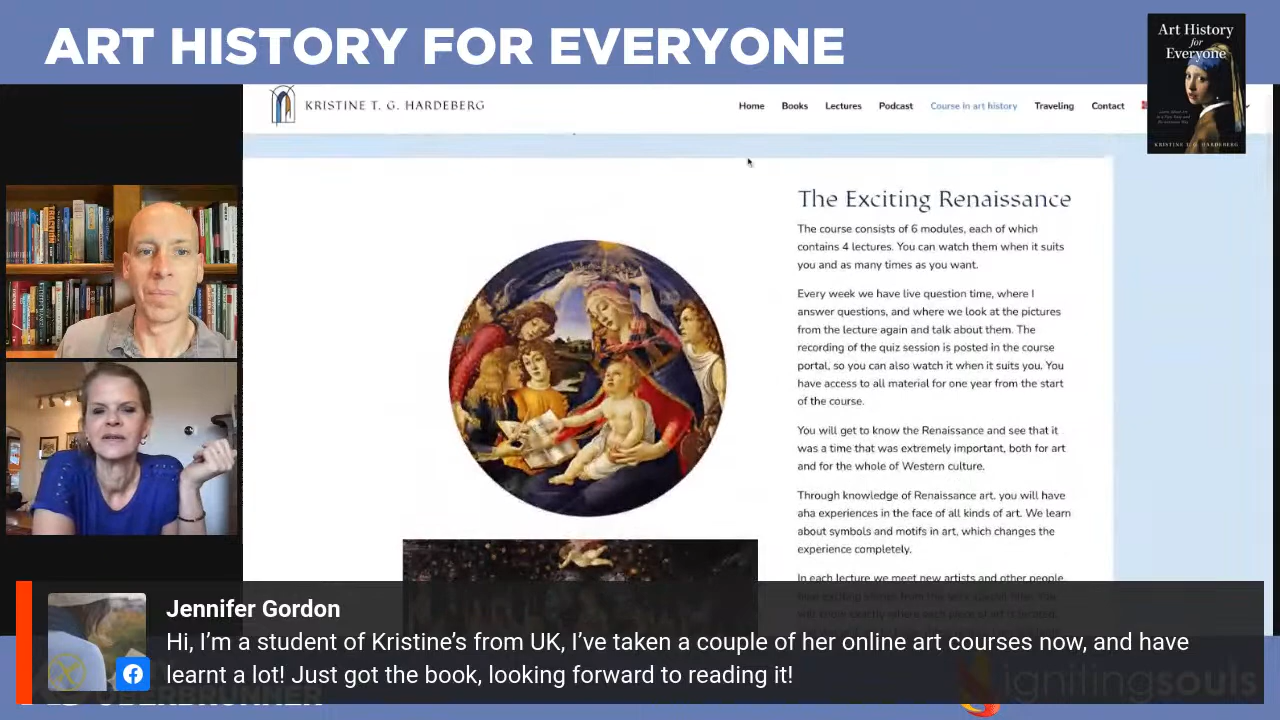 ART HISTORY FOR EVERYONE
Art History
for
Everyone
KRISTINE T. G. HARDEBERG
KRISTINE T. G. HARDEBERG
Home Books Lectures Podcast Course in art history Traveling Contact
The Exciting Renaissance
The course consists of 6 modules, each of which
contains 4 lectures. You can watch them when it suits
you and as many times as you want.
Every week we have live question time, where I
answer questions, and where we look at the pictures
from the lecture again and talk about them. The
recording of the quiz session is posted in the course
portal, so you can also watch it when it suits you. You
have access to all material for one year from the start
of the course.
You will get to know the Renaissance and see that it
was a time that was extremely important, both for art
and for the whole of Western culture.
Through knowledge of Renaissance art, you will have
aha experiences in the face of all kinds of art. We learn
about symbols and motifs in art, which changes the
experience completely.
In each lecture we meet new artists and other people,
TRACTION
Jennifer Gordon
Hi, I’m a student of Kristine’s from UK, I’ve taken a couple of her online art courses now, and have
learnt a lot! Just got the book, looking forward to reading it!
OBERBRUNNER
ignitingsouls